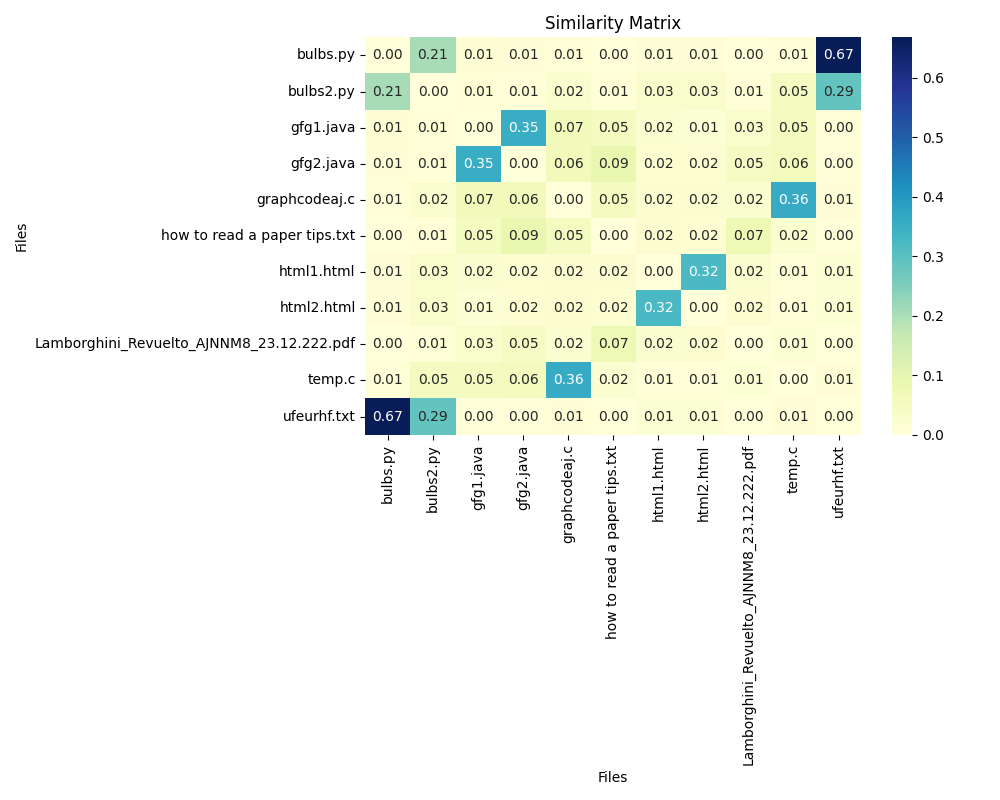 Similarity Matrix
Files
bulbs.py 0.00 0.21 0.01 0.01 0.01 0.00 0.01 0.01 0.00 0.01 0.67
bulbs2.py 0.21 0.00 0.01 0.01 0.02 0.01 0.03 0.03 0.01 0.05 0.29
gfg1.java 0.01 0.01 0.00 0.35 0.07 0.05 0.02 0.01 0.03 0.05 0.00
gfg2.java 0.01 0.01 0.35 0.00 0.06 0.09 0.02 0.02 0.05 0.06 0.00
graphcodeaj.c 0.01 0.02 0.07 0.06 0.00 0.05 0.02 0.02 0.02 0.36 0.01
how to read a paper tips.txt 0.00 0.01 0.05 0.09 0.05 0.00 0.02 0.02 0.07 0.02 0.00
html1.html 0.01 0.03 0.02 0.02 0.02 0.02 0.00 0.32 0.02 0.01 0.01
html2.html 0.01 0.03 0.01 0.02 0.02 0.02 0.32 0.00 0.02 0.01 0.01
Lamborghini_Revuelto_AJNNM8_23.12.222.pdf 0.00 0.01 0.03 0.05 0.02 0.07 0.02 0.02 0.00 0.01 0.00
temp.c 0.01 0.05 0.05 0.06 0.36 0.02 0.01 0.01 0.01 0.00 0.01
ufeurhf.txt 0.67 0.29 0.00 0.00 0.01 0.00 0.01 0.01 0.00 0.01 0.00
bulbs.py
bulbs2.py
gfg1.java
gfg2.java
graphcodeaj.c
how to read a paper tips.txt
html1.html
html2.html
Lamborghini_Revuelto_AJNNM8_23.12.222.pdf
temp.c
ufeurhf.txt
Files
0.6
0.5
0.4
0.3
0.2
0.1
0.0